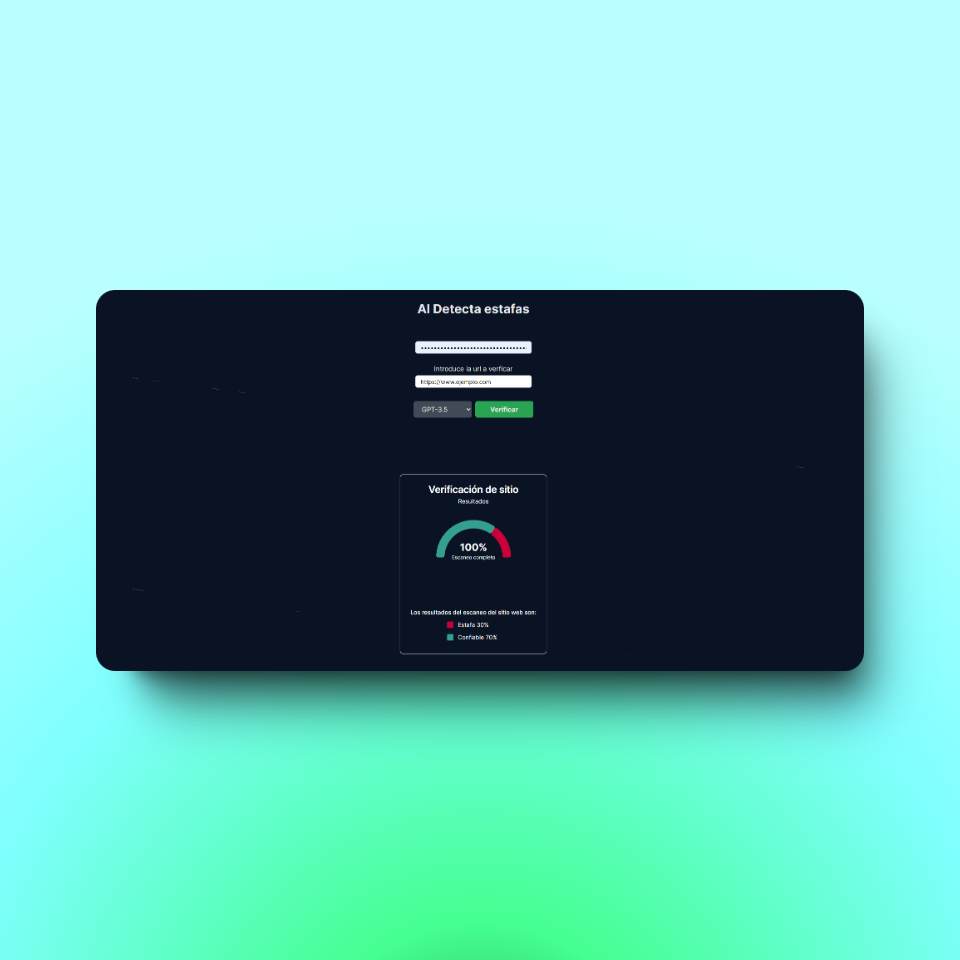 AI Detecta estafas
••••••••••••••••••••••••••••••••••
Introduce la url a verficar
https://www.ejemplo.com
GPT-3.5 Verificar
Verificación de sitio
Resultados
100%
Escaneo completo
Los resultados del escaneo del sitio web son:
Estafa 30%
Confiable 70%